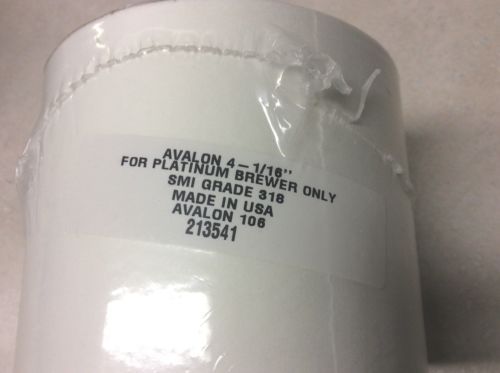 AVALON 4-1/16"
FOR PLATINUM BREWER ONLY
SMI GRADE 318
MADE IN USA
AVALON 106
213541